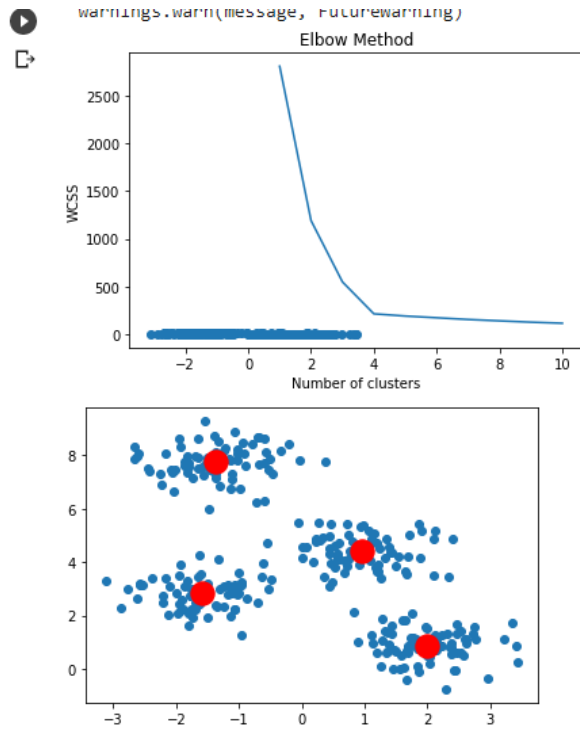 warnings.warn(message, FutureWarning)
Elbow Method
2500
2000
1500
1000
500
0
WCSS
−2 0 2 4 6 8 10
Number of clusters
8
6
4
2
0
−3 −2 −1 0 1 2 3